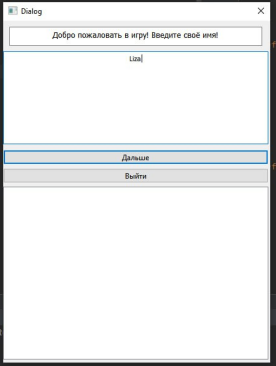 Dialog
Добро пожаловать в игру! Введите своё имя!
Liza
Дальше
Выйти